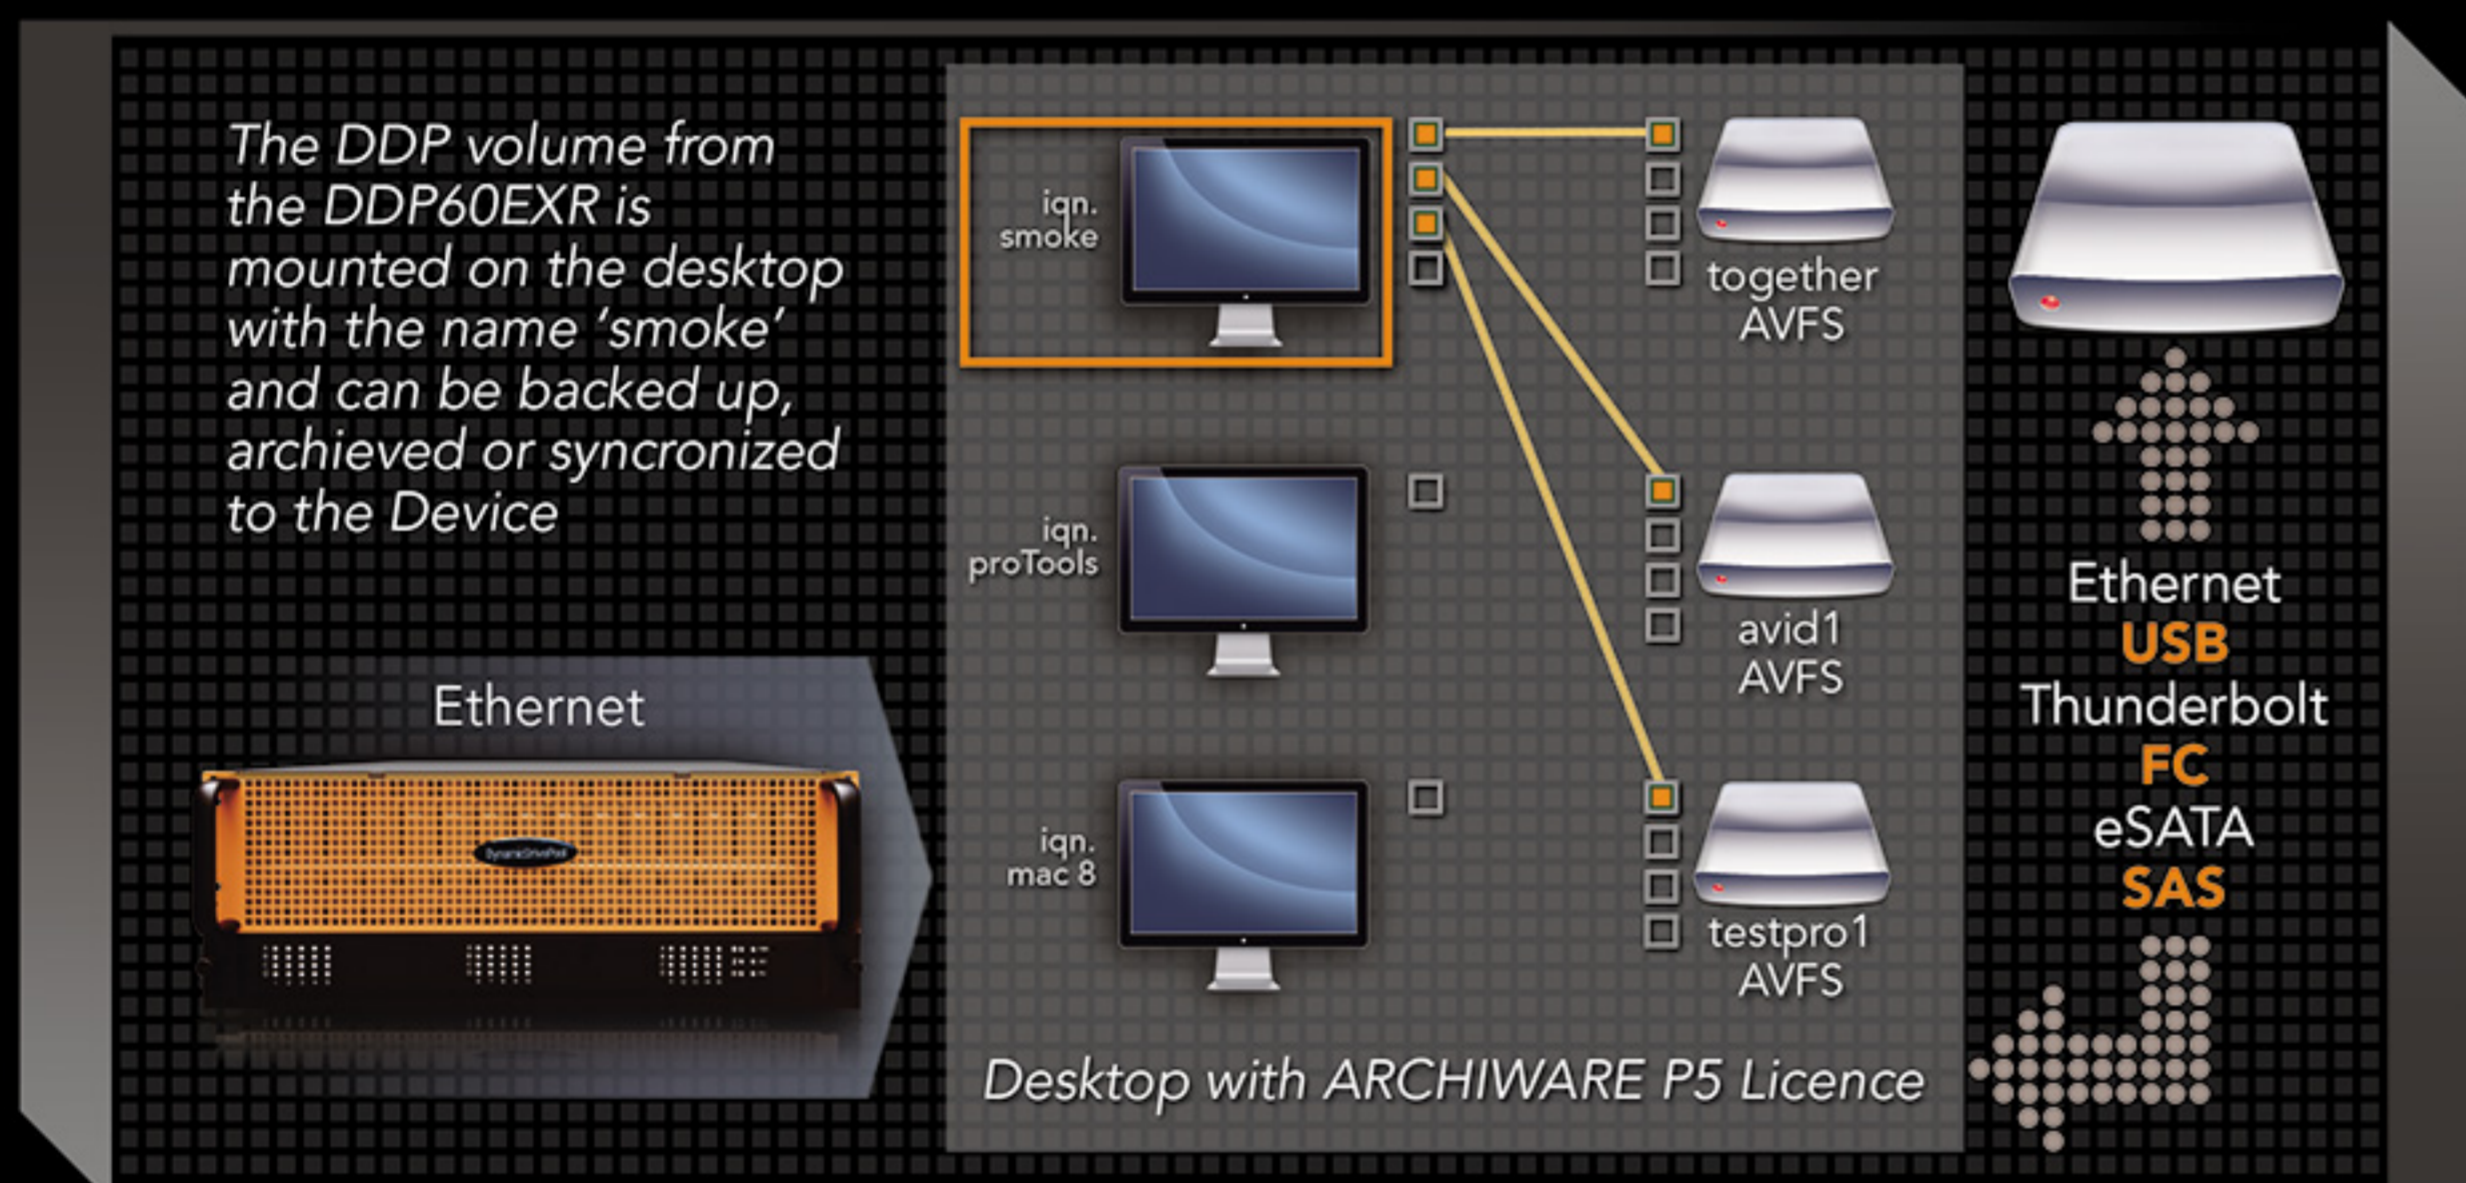 The DDP volume from
the DDP60EXR is
mounted on the desktop
with the name ‘smoke’
and can be backed up,
archieved or syncronized
to the Device
Ethernet
DynamicDrivePool
iqn.
smoke
iqn.
proTools
iqn.
mac 8
together
AVFS
avid1
AVFS
testpro1
AVFS
Desktop with ARCHIWARE P5 Licence
Ethernet
USB
Thunderbolt
FC
eSATA
SAS